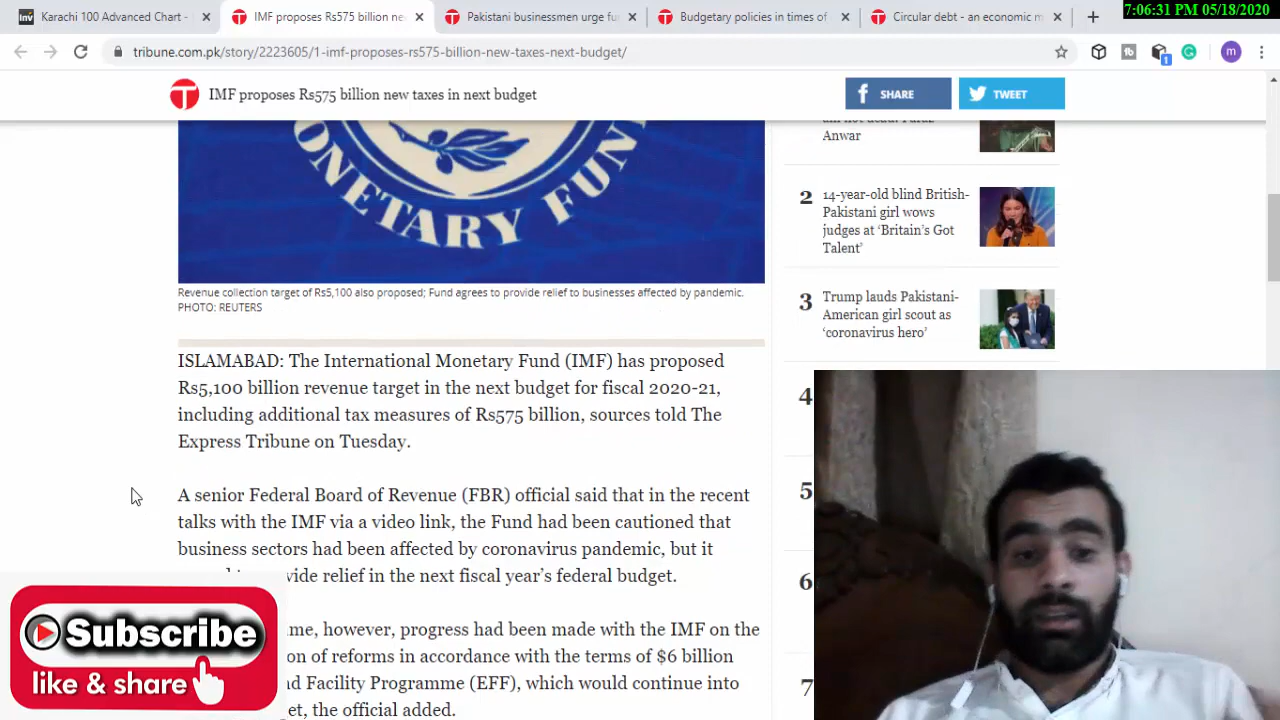 Karachi 100 Advanced Chart -
IMF proposes Rs575 billion ne
Pakistani businessmen urge fu
Budgetary policies in times of
Circular debt - an economic m
7:06:31 PM 05/18/2020
tribune.com.pk/story/2223605/1-imf-proposes-rs575-billion-new-taxes-next-budget/
IMF proposes Rs575 billion new taxes in next budget
SHARE
TWEET
ONETARY FUN
Anwar
2
14-year-old blind British-
Pakistani girl wows
judges at ‘Britain’s Got
Talent’
3
Trump lauds Pakistani-
American girl scout as
‘coronavirus hero’
4
5
6
7
Revenue collection target of Rs5,100 also proposed; Fund agrees to provide relief to businesses affected by pandemic.
PHOTO: REUTERS
ISLAMABAD: The International Monetary Fund (IMF) has proposed
Rs5,100 billion revenue target in the next budget for fiscal 2020-21,
including additional tax measures of Rs575 billion, sources told The
Express Tribune on Tuesday.
A senior Federal Board of Revenue (FBR) official said that in the recent
talks with the IMF via a video link, the Fund had been cautioned that
business sectors had been affected by coronavirus pandemic, but it
relief in the next fiscal year’s federal budget.
me, however, progress had been made with the IMF on the
on of reforms in accordance with the terms of $6 billion
nd Facility Programme (EFF), which would continue into
et, the official added.
Subscribe
like & share